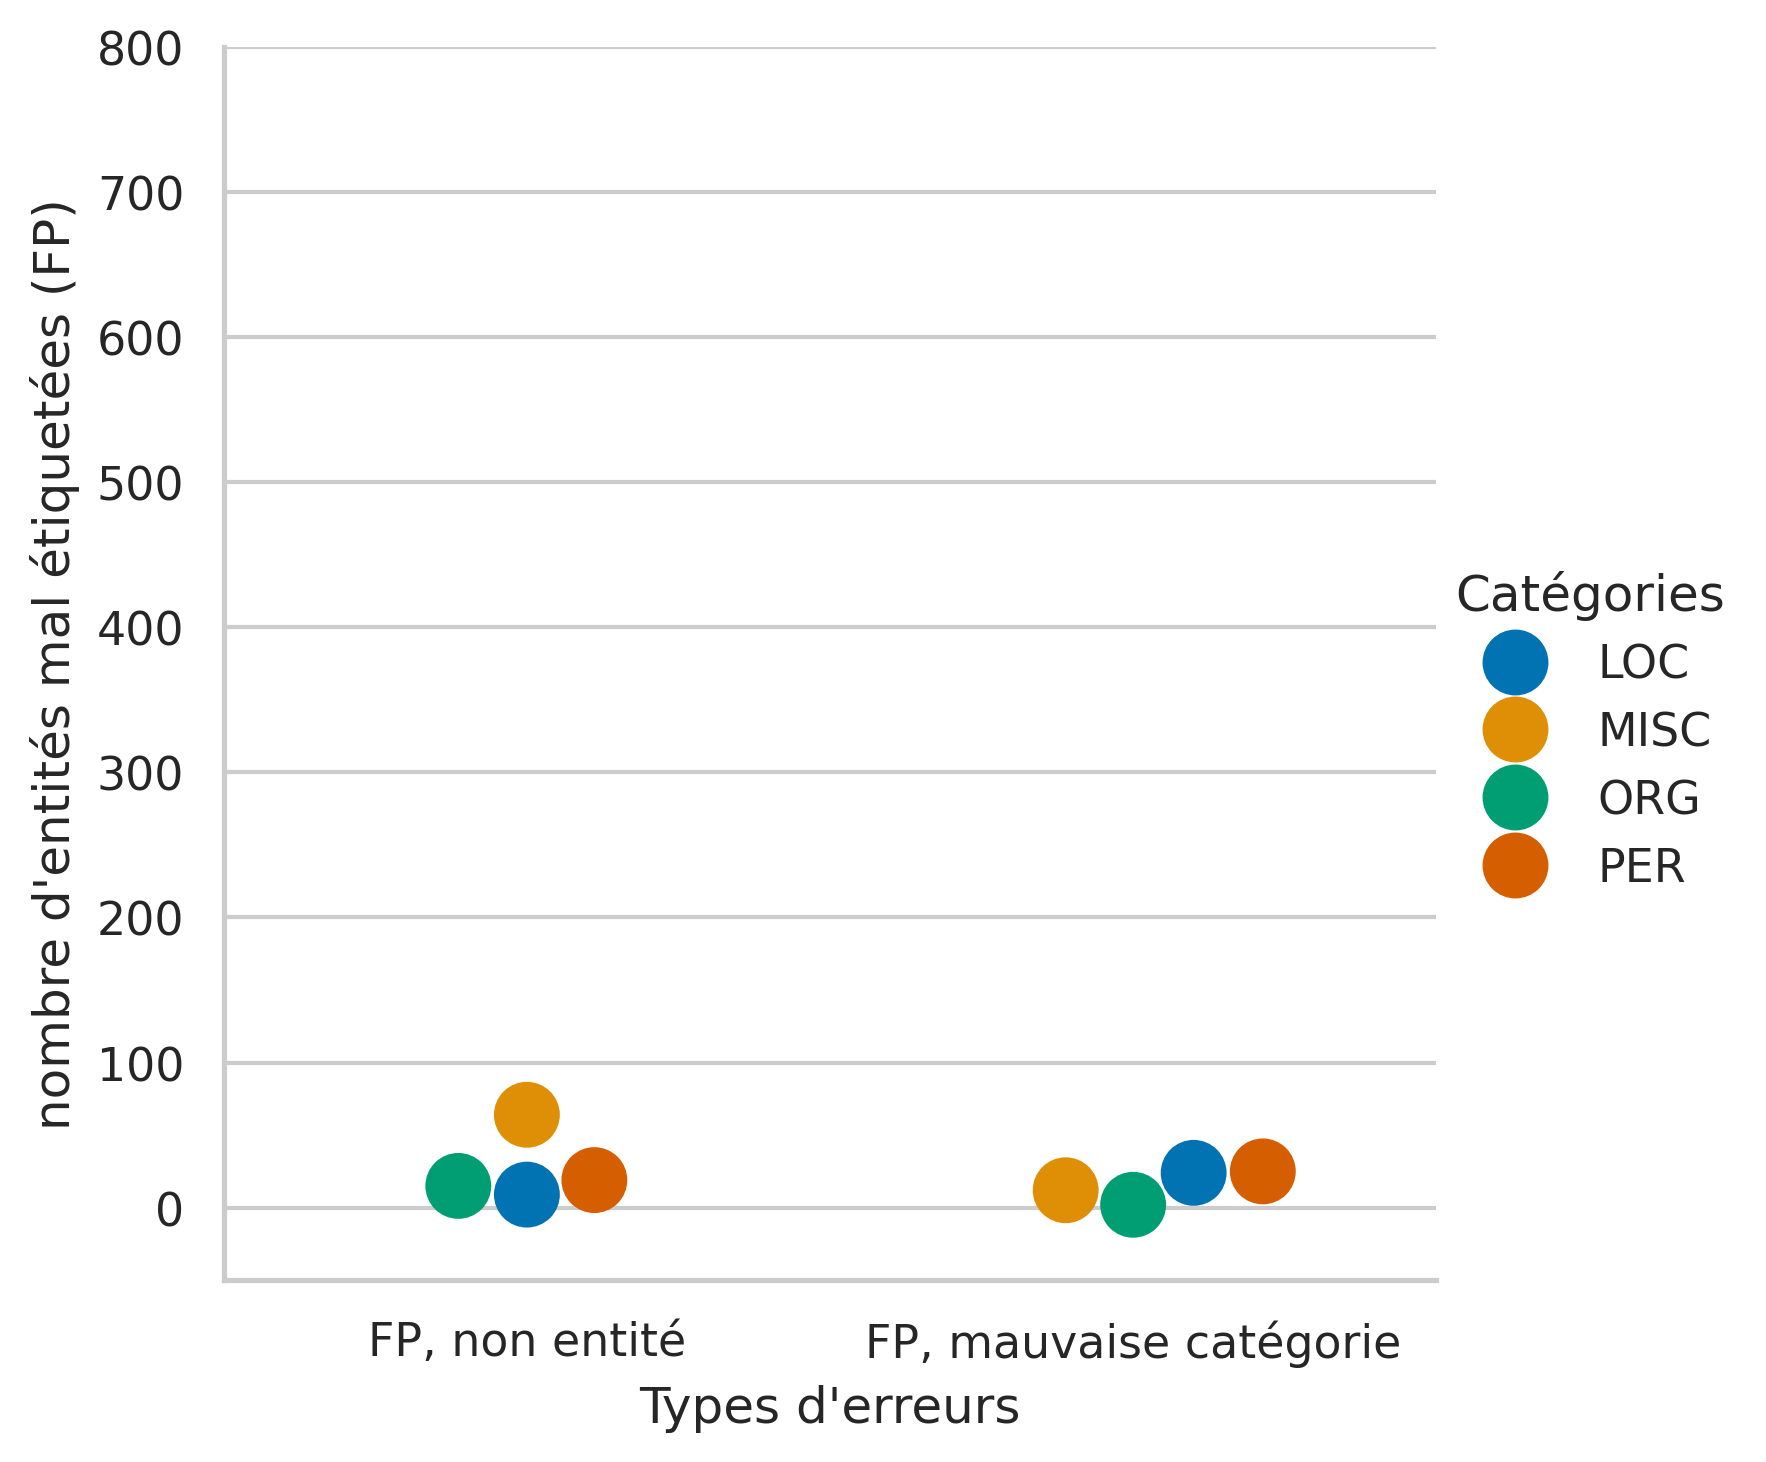 800
700
600
500
400
300
200
100
0
nombre d'entités mal étiquetées (FP)
FP, non entité
FP, mauvaise catégorie
Types d'erreurs
Catégories
LOC
MISC
ORG
PER